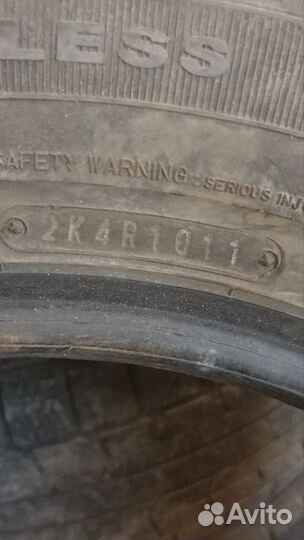 LESS
SAFETY WARNING - SERIOUS INJ
2K4R1011
Avito